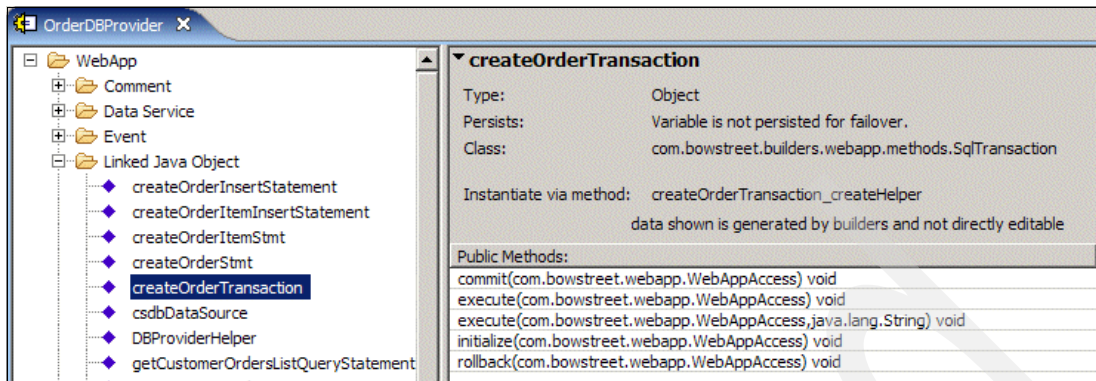 OrderDBProvider
WebApp
Comment
Data Service
Event
Linked Java Object
createOrderInsertStatement
createOrderItemInsertStatement
createOrderItemStmt
createOrderStmt
createOrderTransaction
csdbDataSource
DBProviderHelper
getCustomerOrdersListQueryStatement
createOrderTransaction
Type: Object
Persists: Variable is not persisted for failover.
Class: com.bowstreet.builders.webapp.methods.SqlTransaction
Instantiate via method: createOrderTransaction_createHelper
data shown is generated by builders and not directly editable
Public Methods:
commit(com.bowstreet.webapp.WebAppAccess) void
execute(com.bowstreet.webapp.WebAppAccess) void
execute(com.bowstreet.webapp.WebAppAccess,java.lang.String) void
initialize(com.bowstreet.webapp.WebAppAccess) void
rollback(com.bowstreet.webapp.WebAppAccess) void